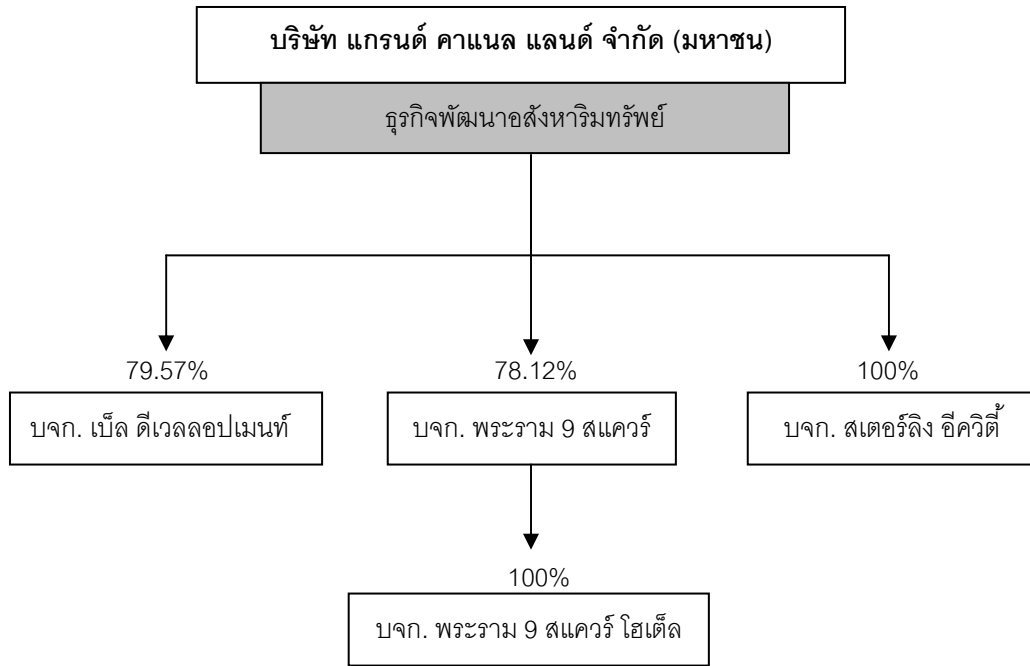 บริษัท แกรนด์ คาแนล แลนด์ จำกัด (มหาชน)
ธุรกิจพัฒนาอสังหาริมทรัพย์
79.57%
78.12%
100%
บจก. เบ็ล ดีเวลลอปเมนท์
บจก. พระราม 9 สแควร์
บจก. สเตอร์ลิง อีควิตี้
100%
บจก. พระราม 9 สแควร์ โฮเต็ล